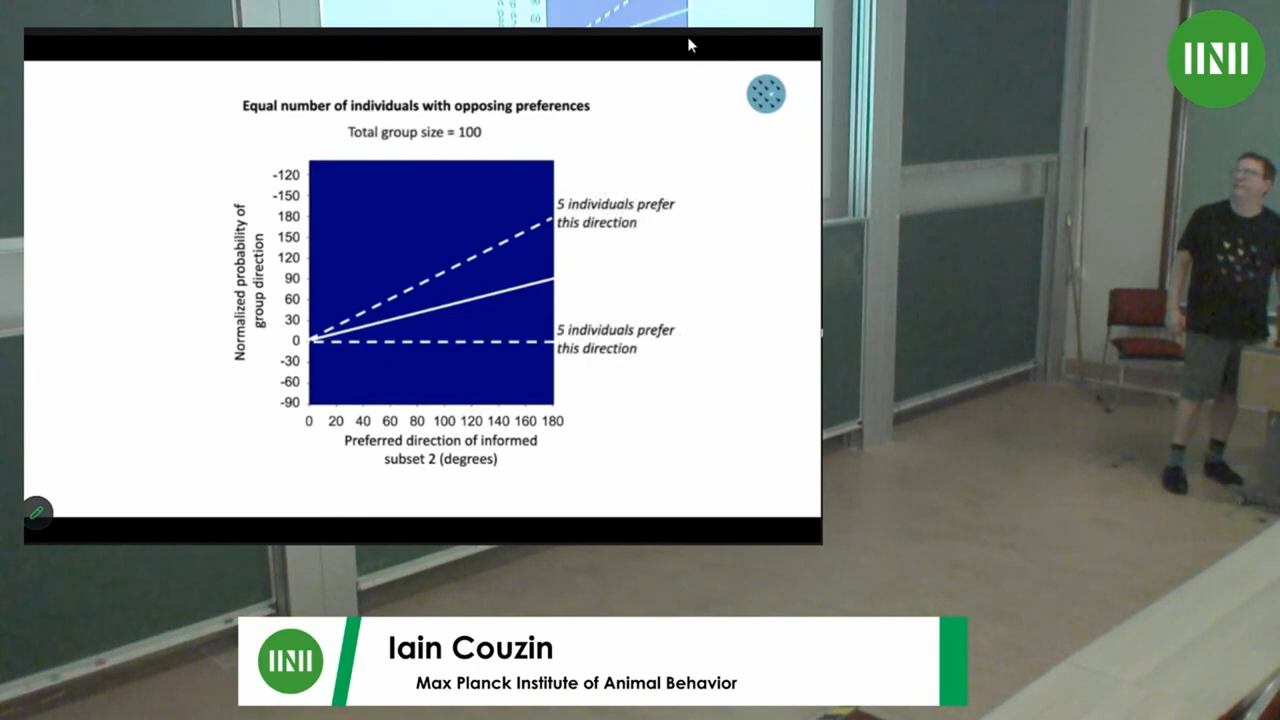 Equal number of individuals with opposing preferences
Total group size = 100
-120
-150
180
150
120
90
60
30
0
-30
-60
-90
Normalized probability of
group direction
5 individuals prefer
this direction
5 individuals prefer
this direction
0 20 40 60 80 100 120 140 160 180
Preferred direction of informed
subset 2 (degrees)
Iain Couzin
Max Planck Institute of Animal Behavior